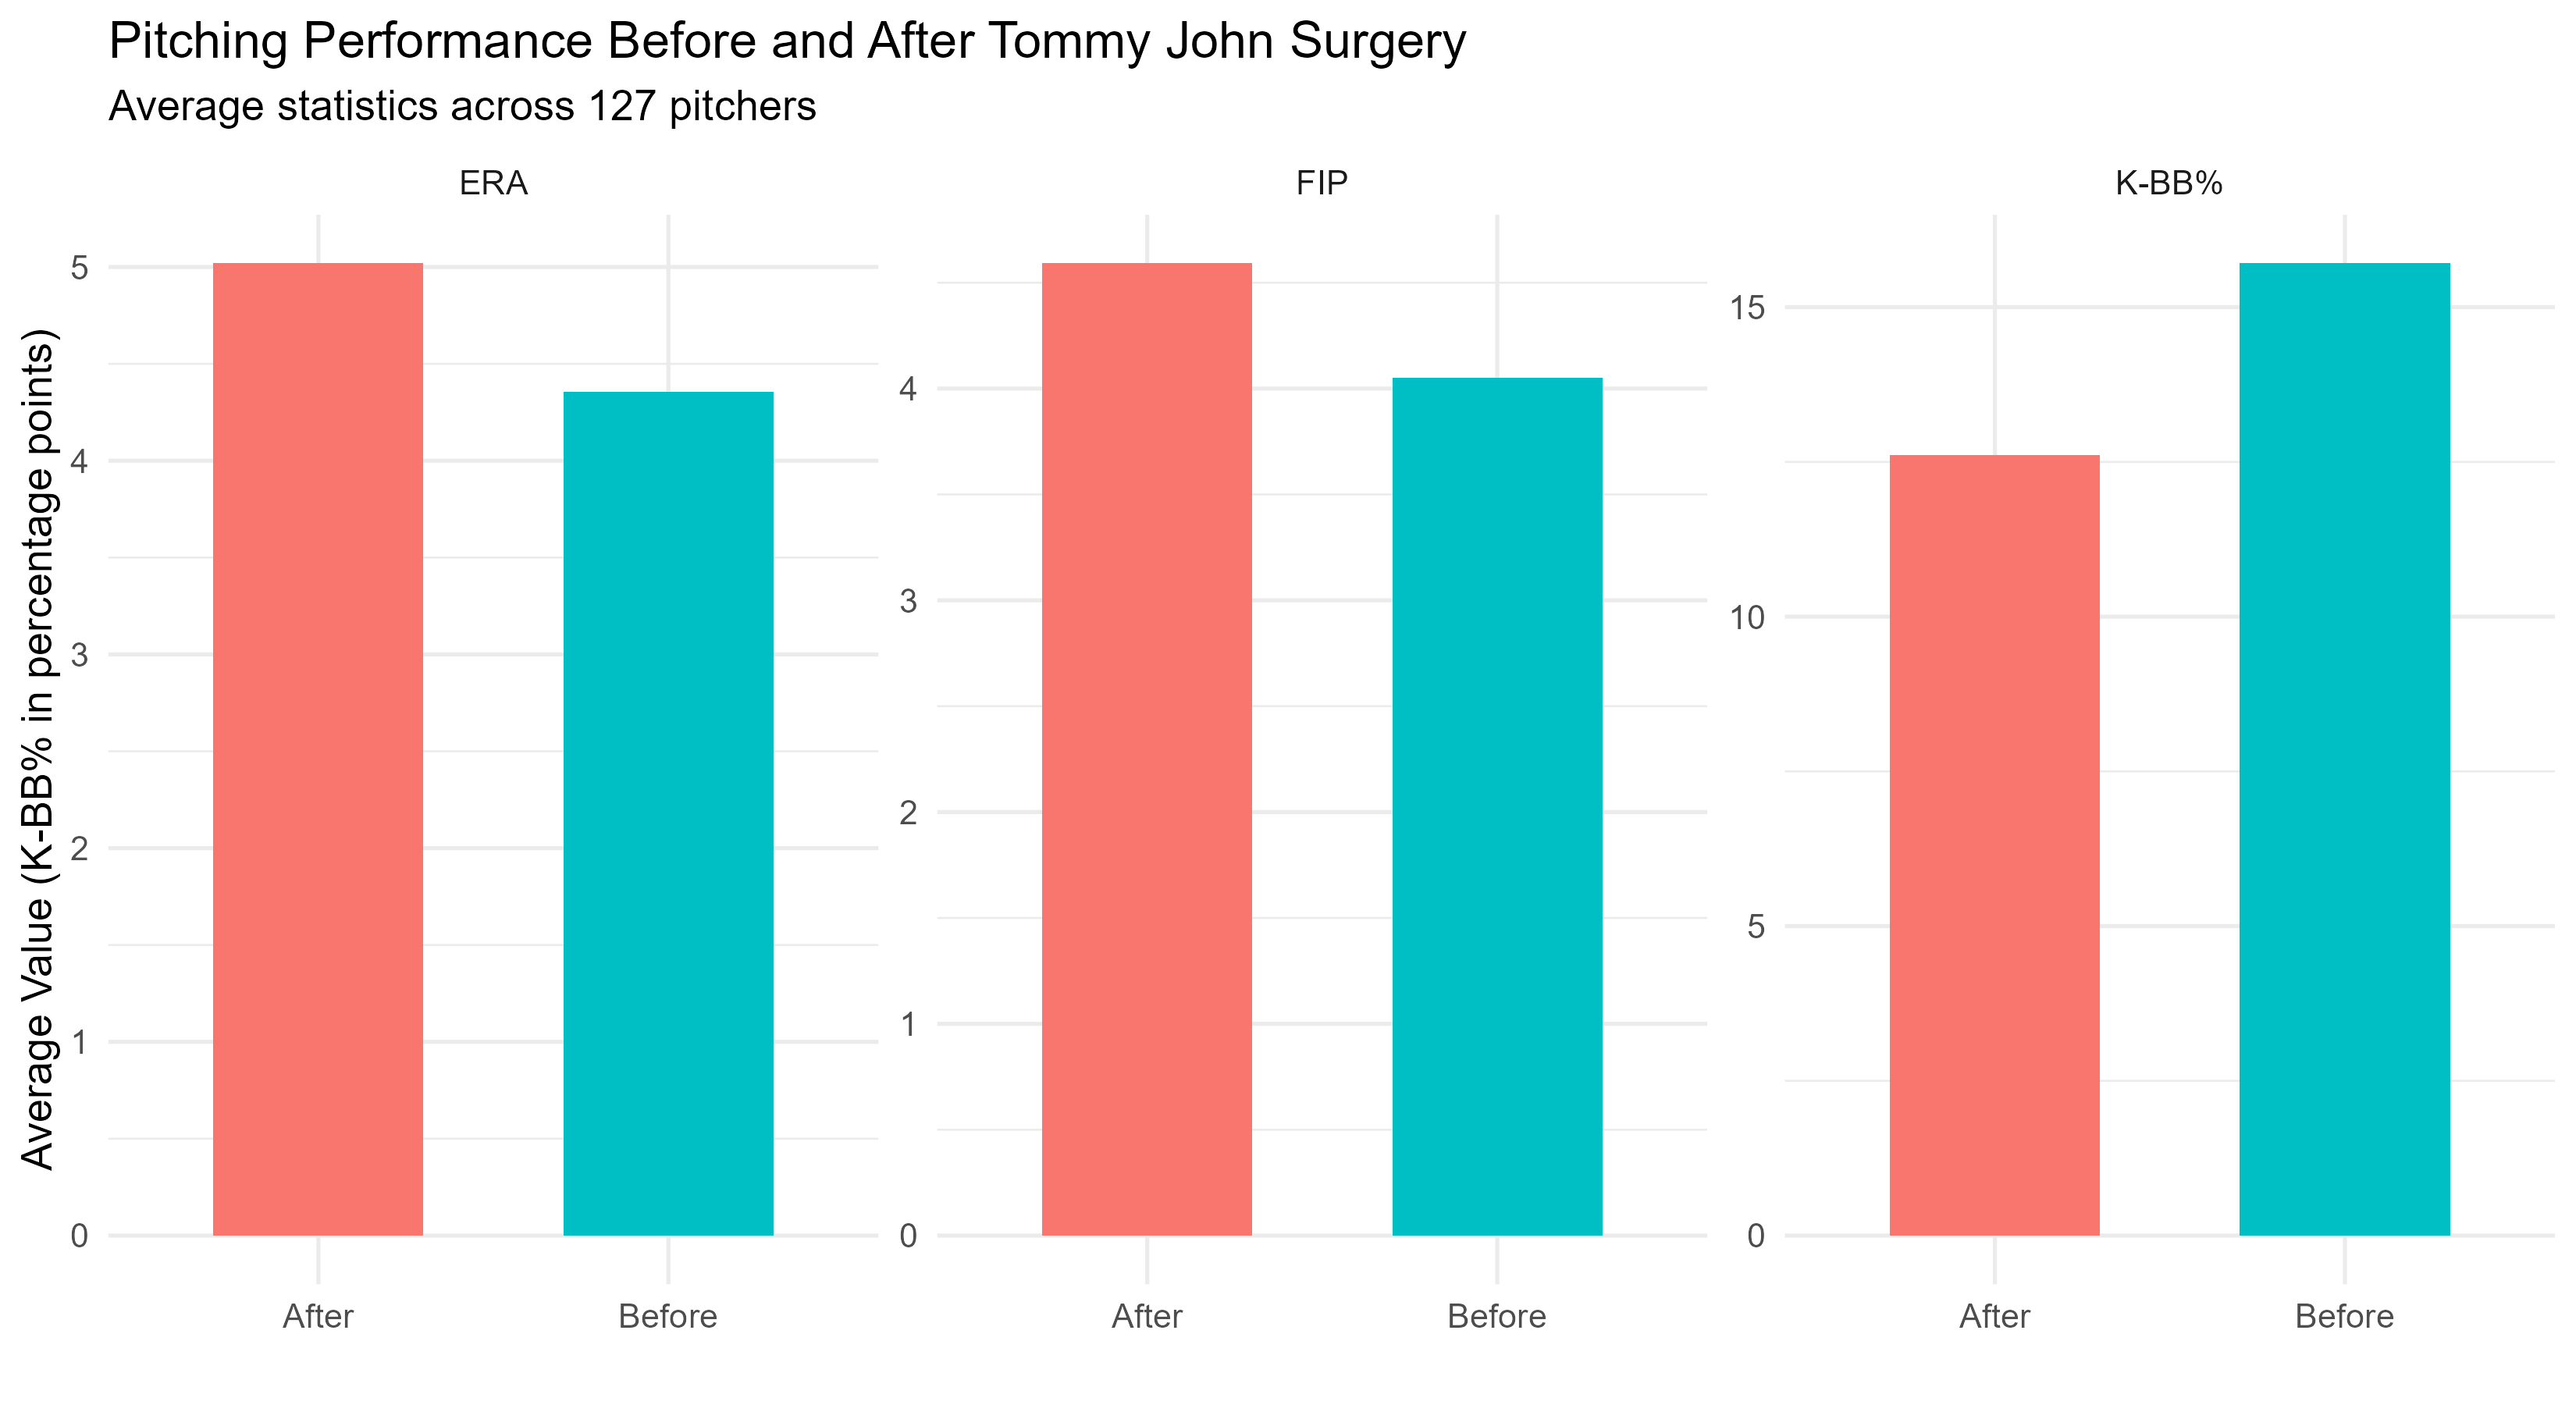 Pitching Performance Before and After Tommy John Surgery
Average statistics across 127 pitchers
Average Value (K-BB% in percentage points)
ERA
5
4
3
2
1
0
After Before
FIP
4
3
2
1
0
After Before
K-BB%
15
10
5
0
After Before